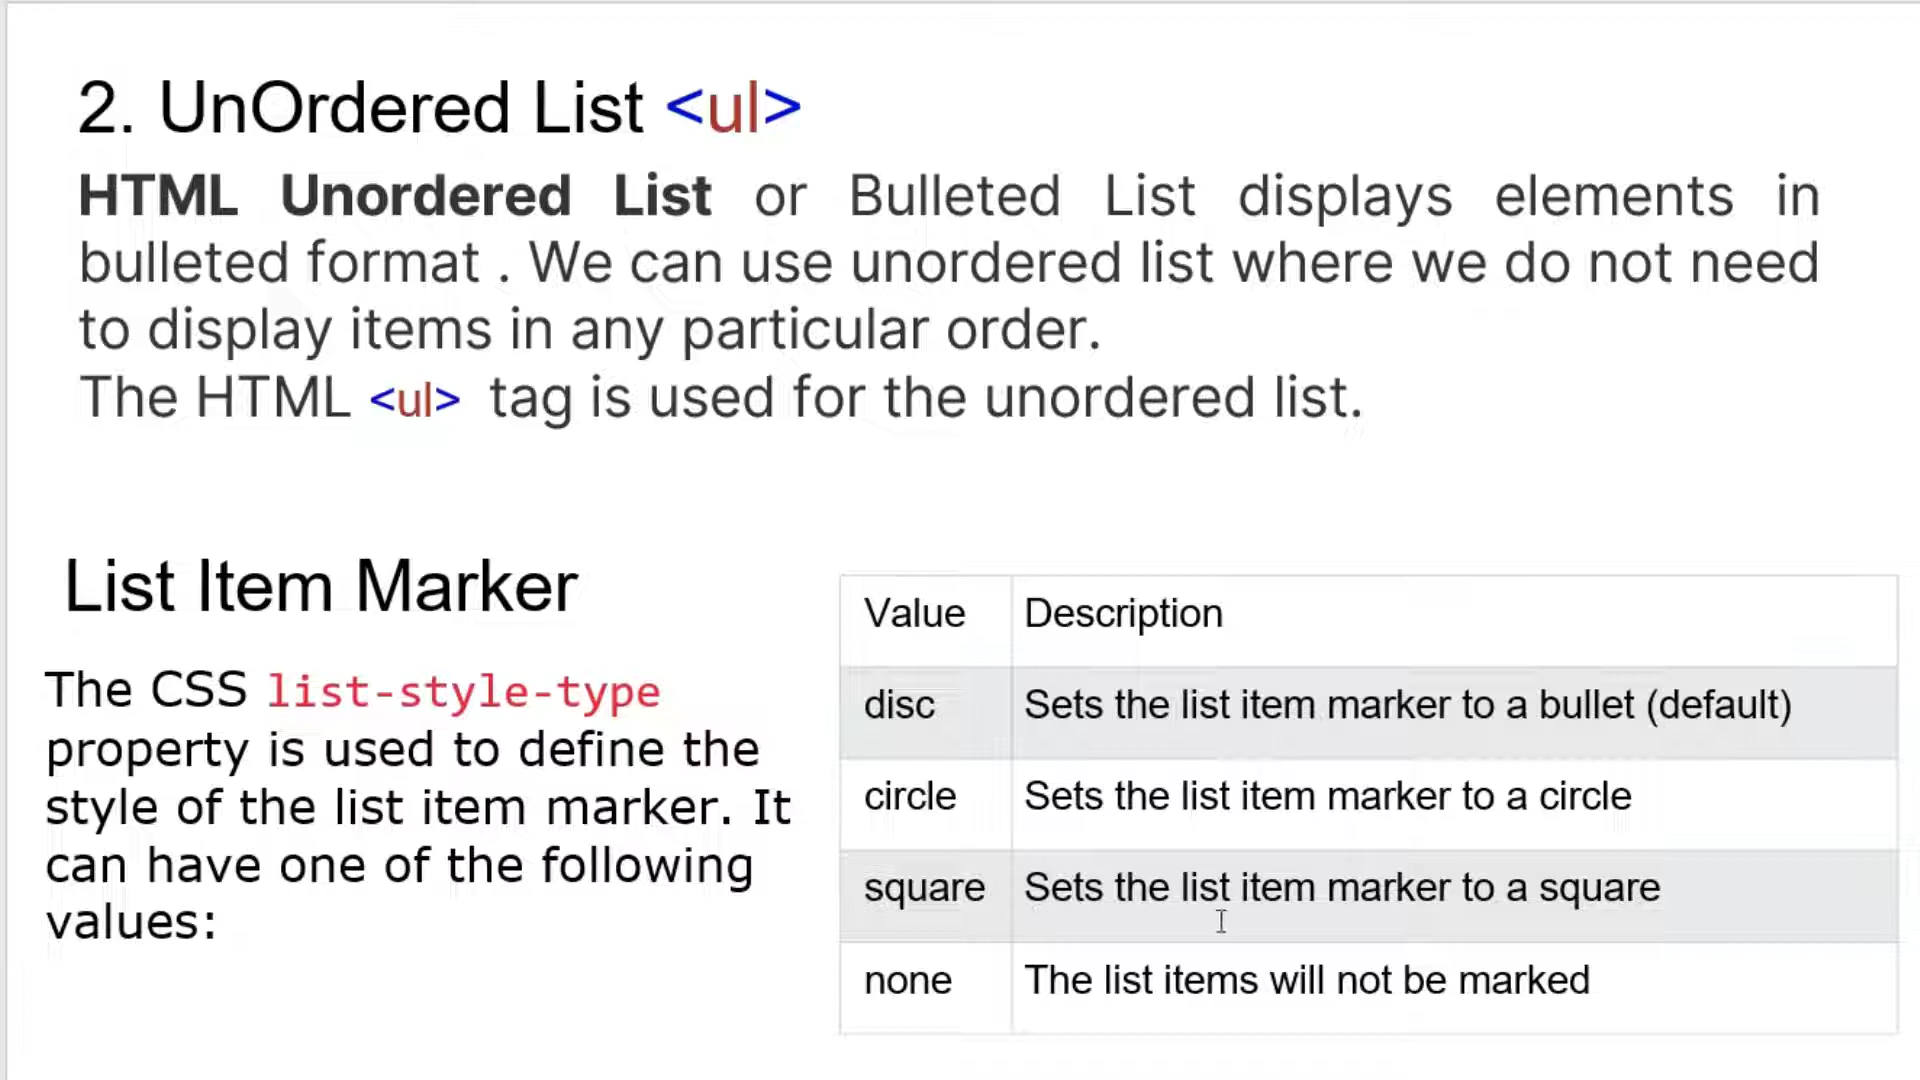 2. UnOrdered List <ul>
HTML Unordered List or Bulleted List displays elements in
bulleted format . We can use unordered list where we do not need
to display items in any particular order.
The HTML <ul> tag is used for the unordered list.
List Item Marker
The CSS list-style-type
property is used to define the
style of the list item marker. It
can have one of the following
values:
Value Description
disc Sets the list item marker to a bullet (default)
circle Sets the list item marker to a circle
square Sets the list item marker to a square
none The list items will not be marked